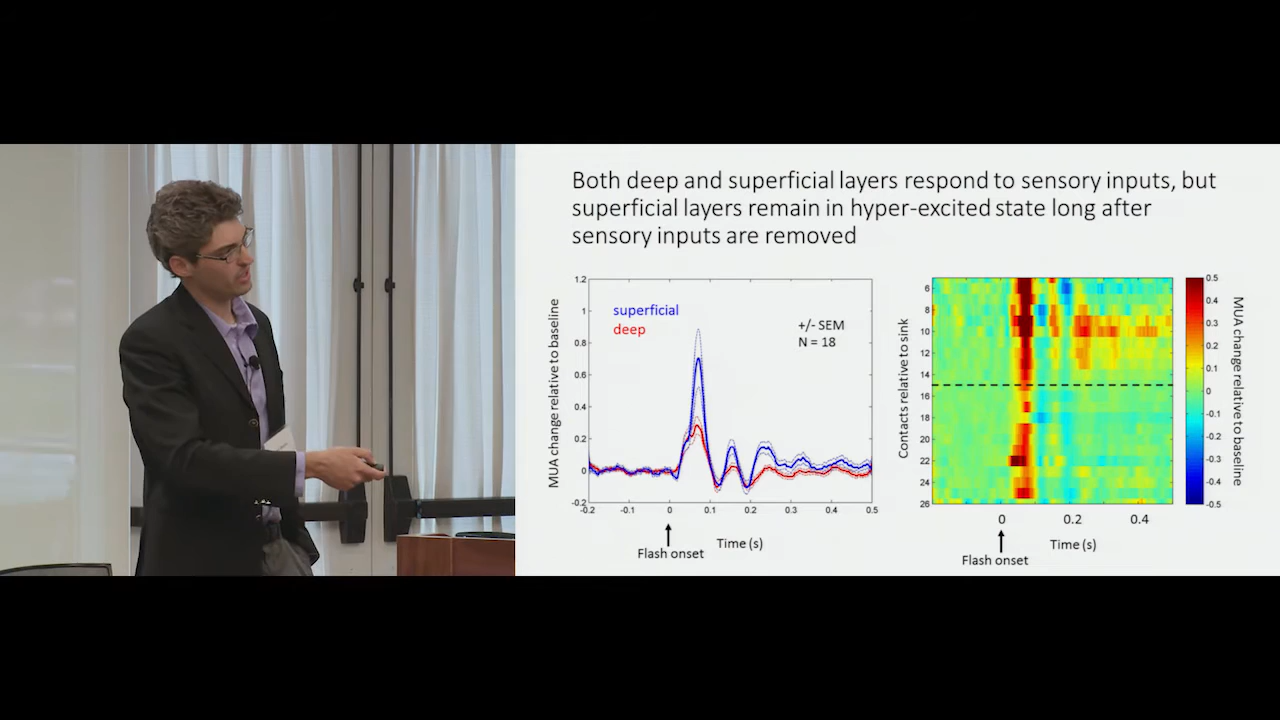 Both deep and superficial layers respond to sensory inputs, but
superficial layers remain in hyper-excited state long after
sensory inputs are removed
MUA change relative to baseline
1.2
1
0.8
0.6
0.4
0.2
0
-0.2
superficial
deep
+/- SEM
N = 18
-0.2
-0.1
0
0.1
0.2
0.3
0.4
0.5
Flash onset
Time (s)
Contacts relative to sink
6
8
10
12
14
16
18
20
22
24
26
0
0.2
0.4
Flash onset
Time (s)
0.5
0.4
0.3
0.2
0.1
0
-0.1
-0.2
-0.3
-0.4
-0.5
MUA change relative to baseline